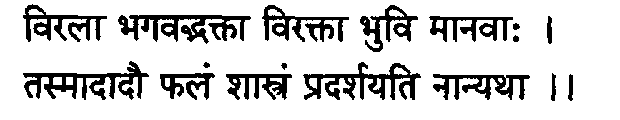 विरला भगवद्भक्ता विरक्ता भुवि मानवाः ।
तस्मादादौ फलं शास्त्रं प्रदर्शयति नान्यथा ।।